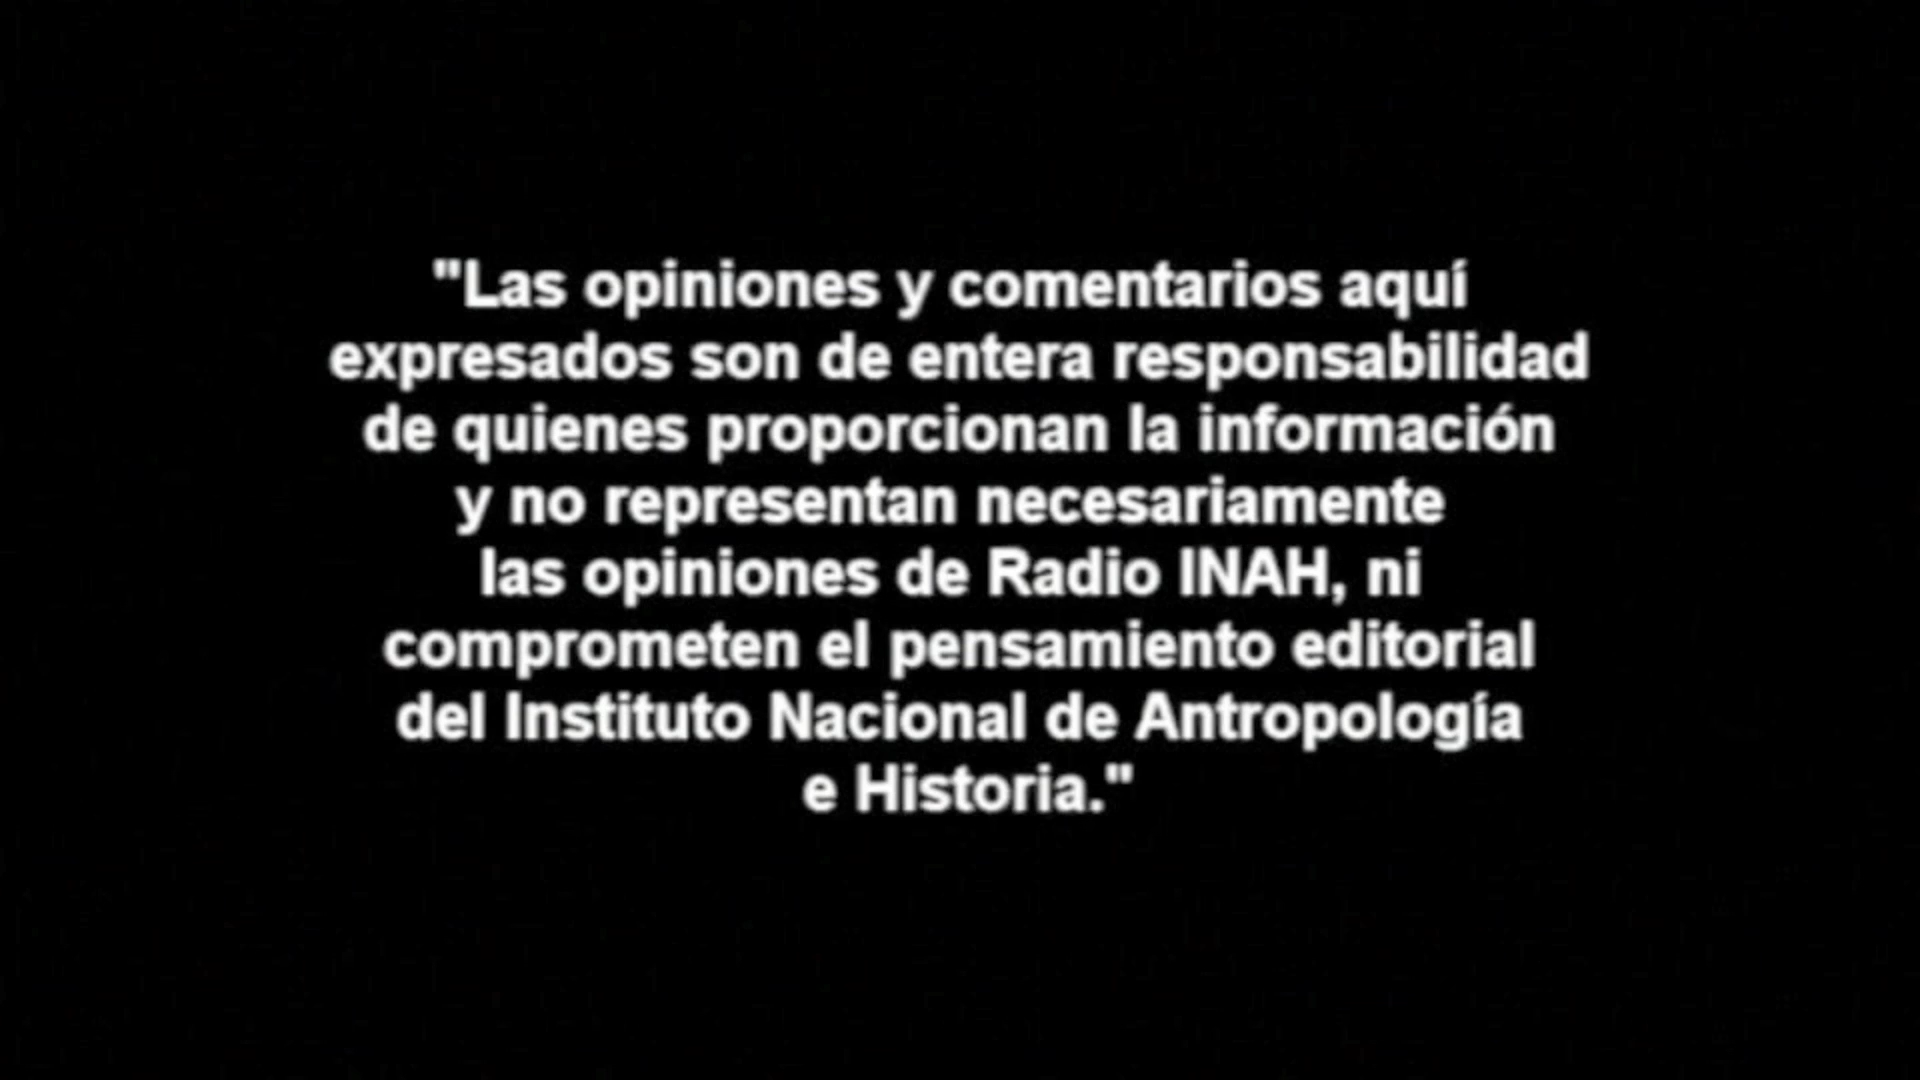 "Las opiniones y comentarios aquí
expresados son de entera responsabilidad
de quienes proporcionan la información
y no representan necesariamente
las opiniones de Radio INAH, ni
comprometen el pensamiento editorial
del Instituto Nacional de Antropología
e Historia."